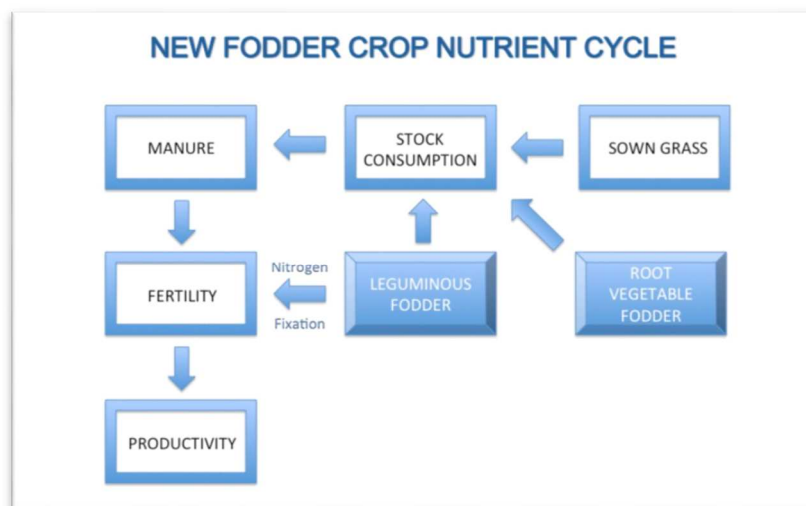 NEW FODDER CROP NUTRIENT CYCLE
MANURE
STOCK
CONSUMPTION
SOWN GRASS
FERTILITY
Nitrogen
Fixation
LEGUMINOUS
FODDER
ROOT
VEGETABLE
FODDER
PRODUCTIVITY